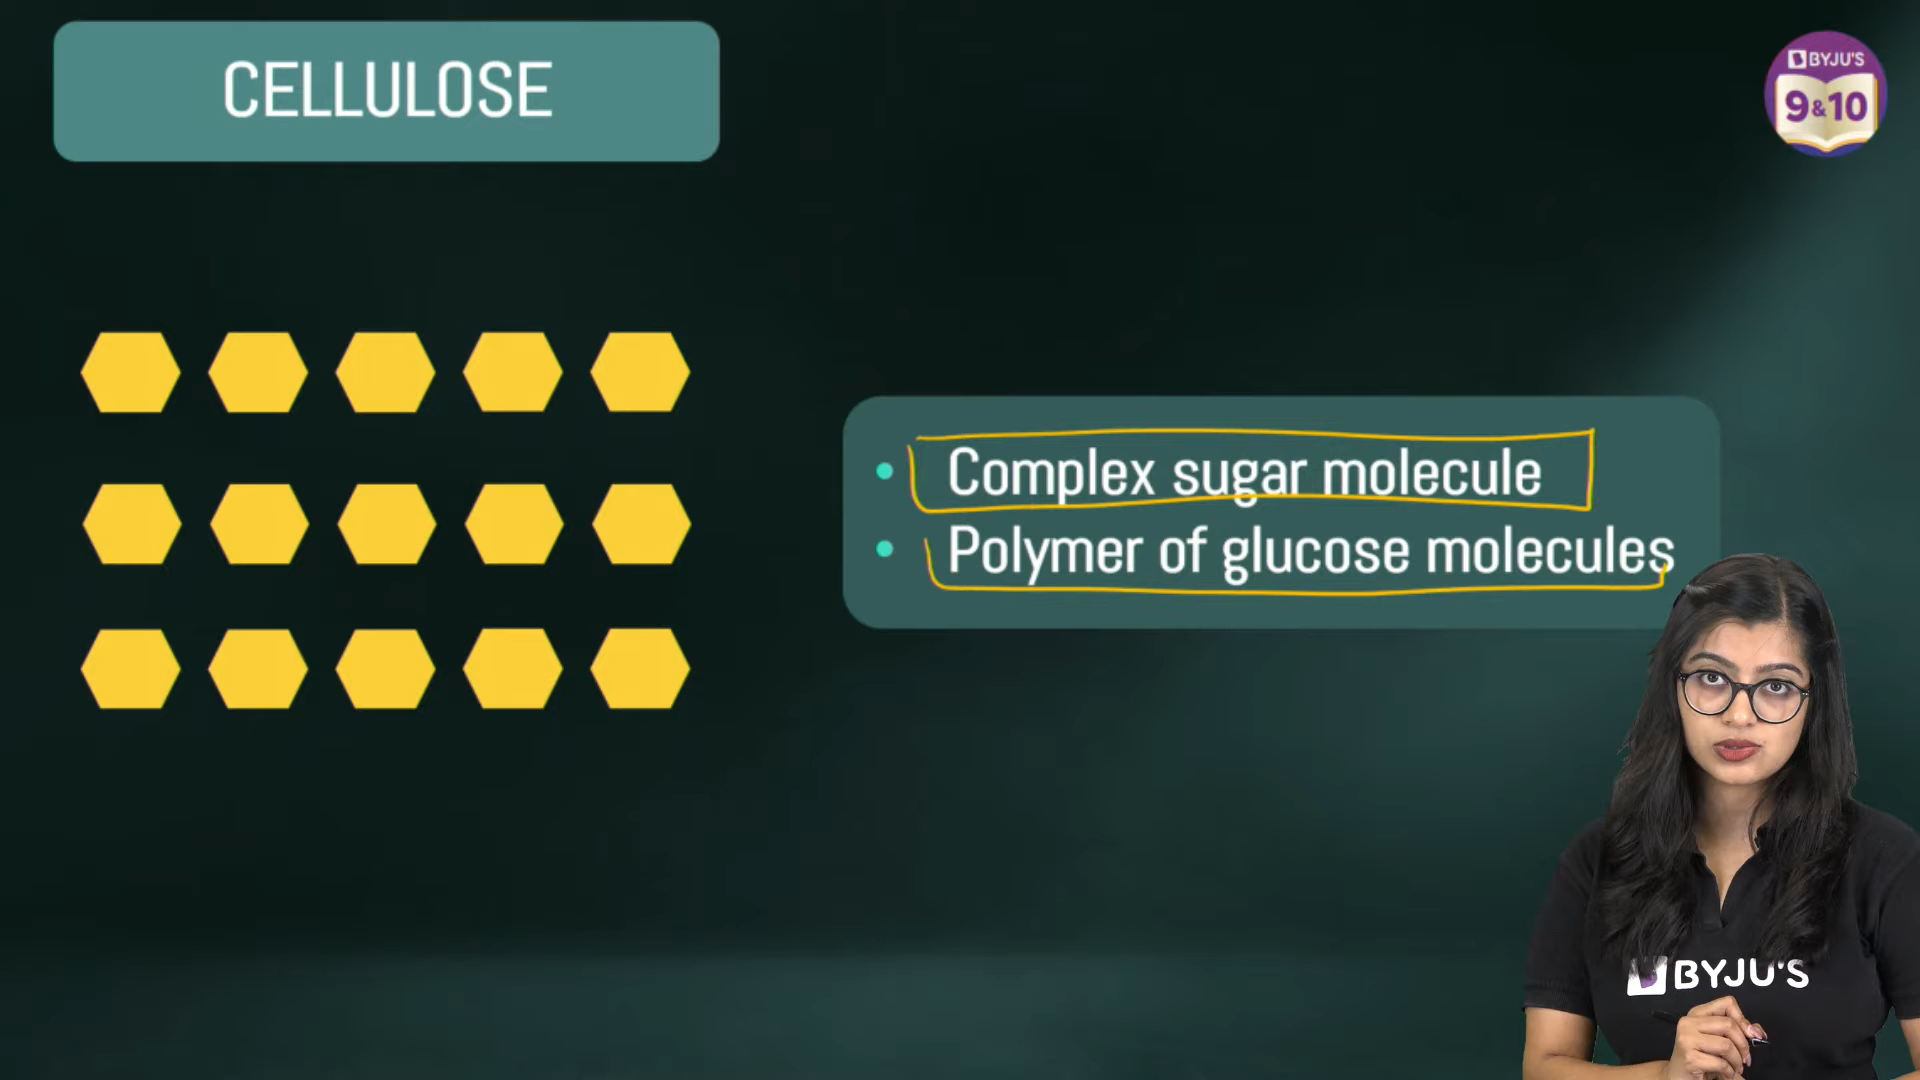 CELLULOSE
BYJU'S
9&10
Complex sugar molecule
Polymer of glucose molecules
BYJU'S